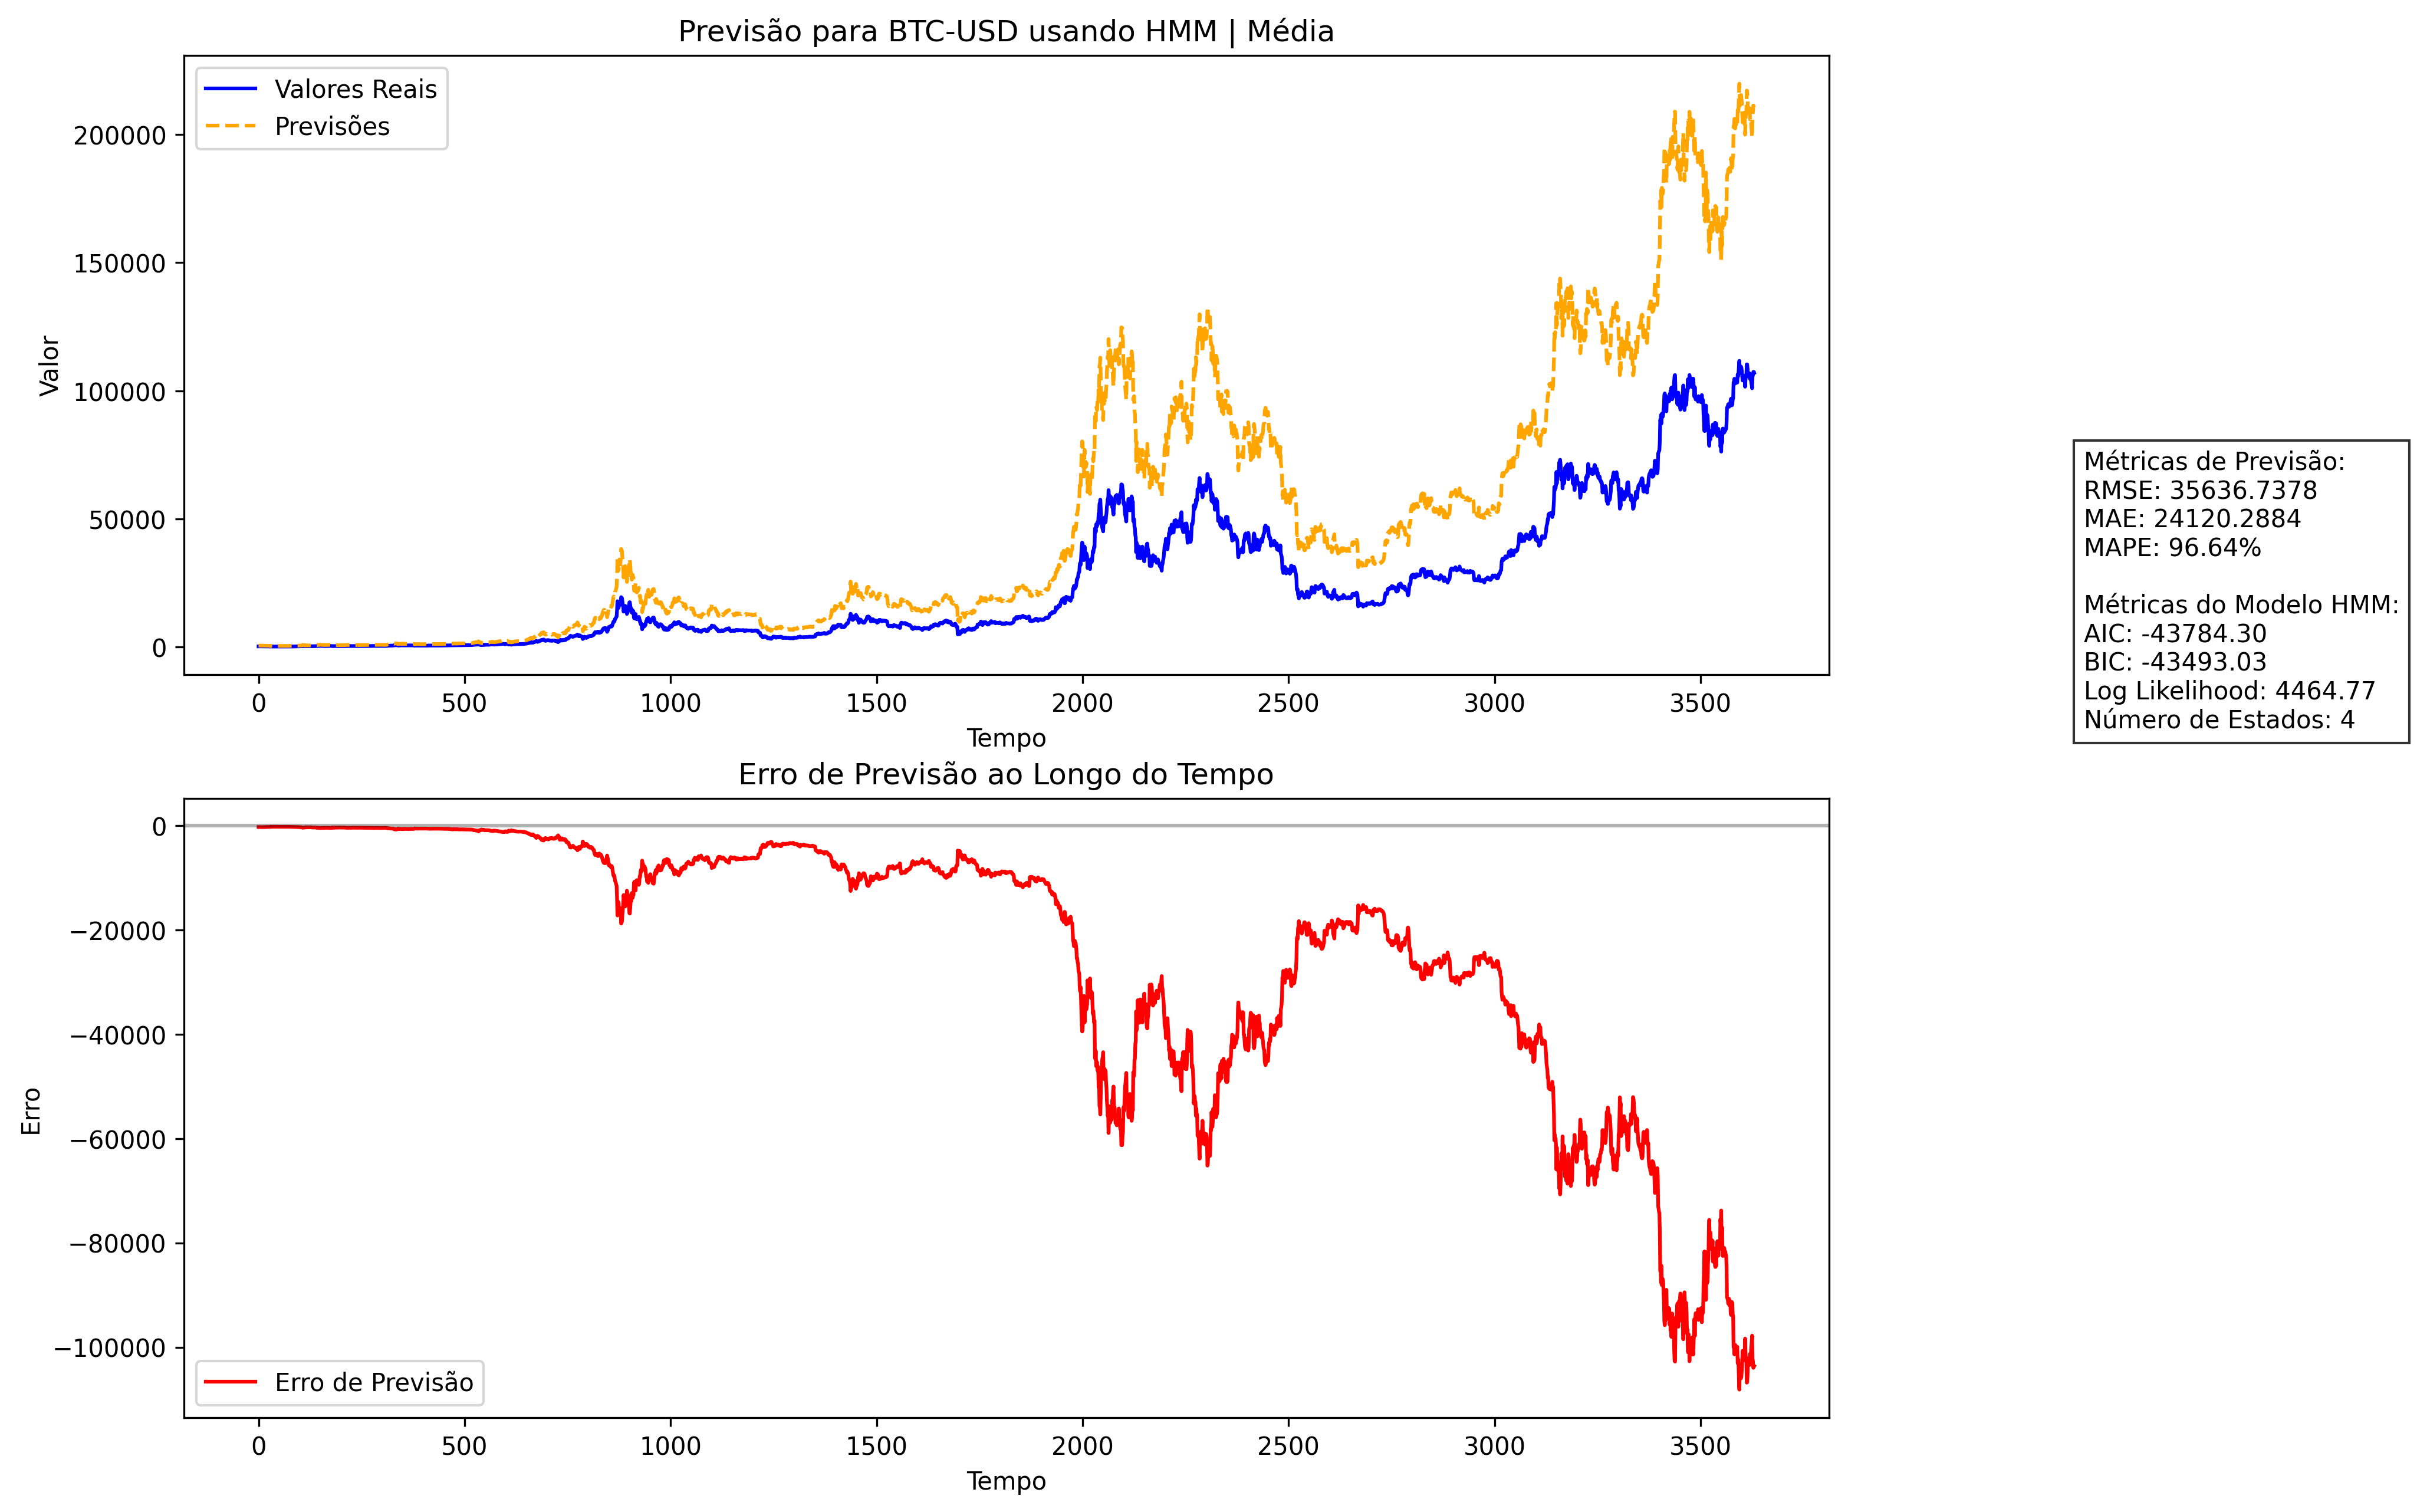 Previsão para BTC-USD usando HMM | Média
Valores Reais
Previsões
Valor
200000
150000
100000
50000
0
0 500 1000 1500 2000 2500 3000 3500
Tempo
Métricas de Previsão:
RMSE: 35636.7378
MAE: 24120.2884
MAPE: 96.64%
Métricas do Modelo HMM:
AIC: -43784.30
BIC: -43493.03
Log Likelihood: 4464.77
Número de Estados: 4
Erro de Previsão ao Longo do Tempo
Erro
0
−20000
−40000
−60000
−80000
−100000
Erro de Previsão
0 500 1000 1500 2000 2500 3000 3500
Tempo